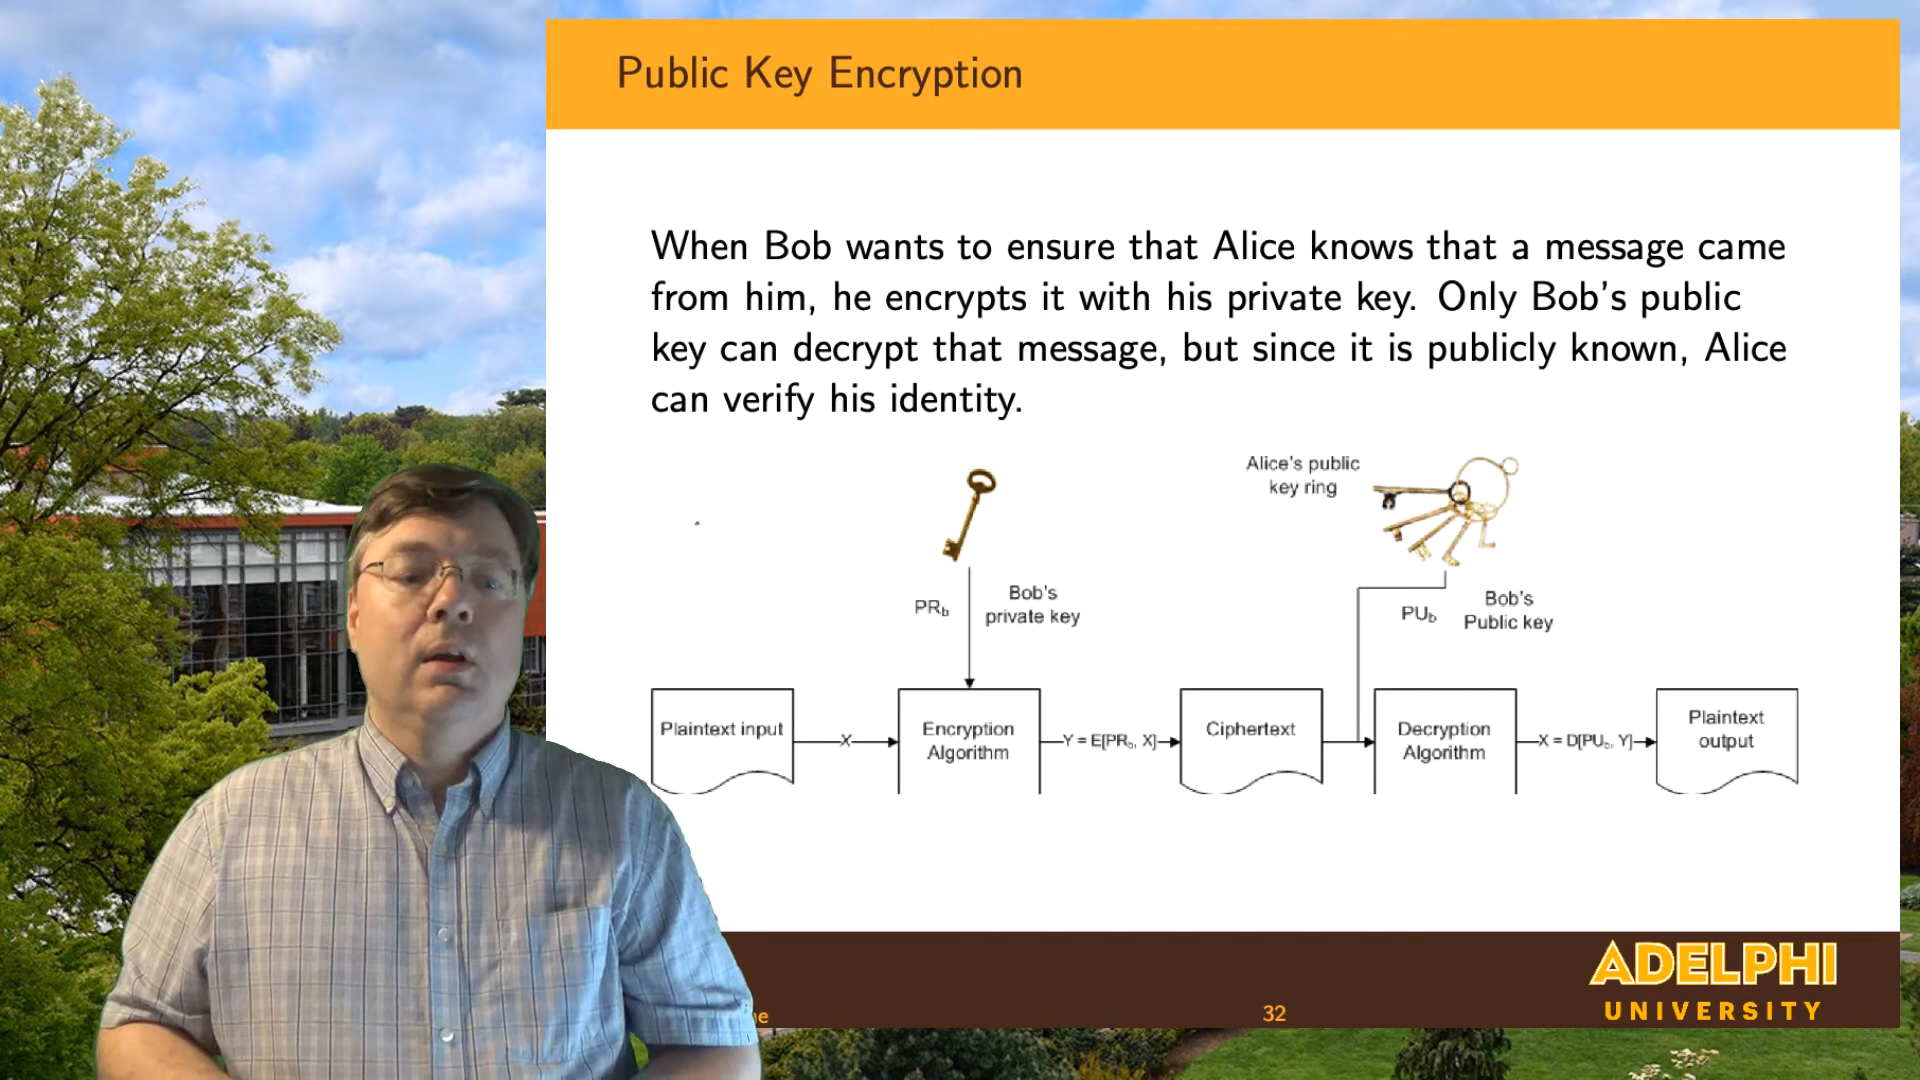 Public Key Encryption
When Bob wants to ensure that Alice knows that a message came
from him, he encrypts it with his private key. Only Bob's public
key can decrypt that message, but since it is publicly known, Alice
can verify his identity.
Alice's public
key ring
PRb
Bob's
private key
PUb
Bob's
Public key
Plaintext input
X
Encryption
Algorithm
Y = E[PRb, X]
Ciphertext
Decryption
Algorithm
X = D[PUb, Y]
Plaintext
output
32
ADELPHI
UNIVERSITY